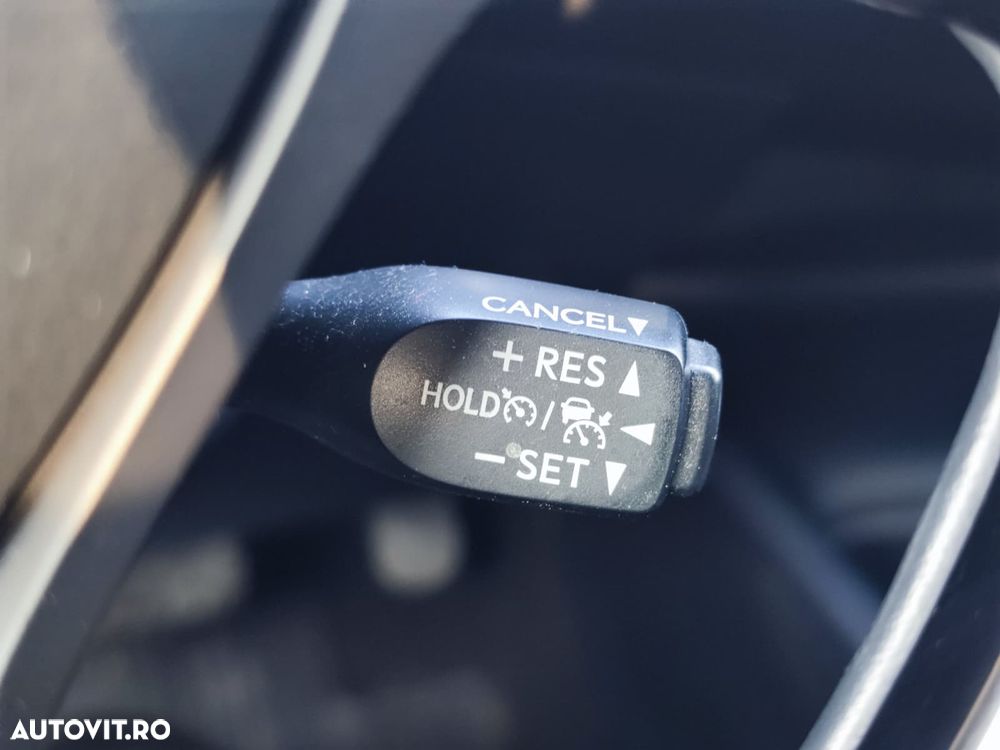 CANCEL▼
+ RES ▲
HOLD / ◀
- SET ▼
AUTOVIT.RO